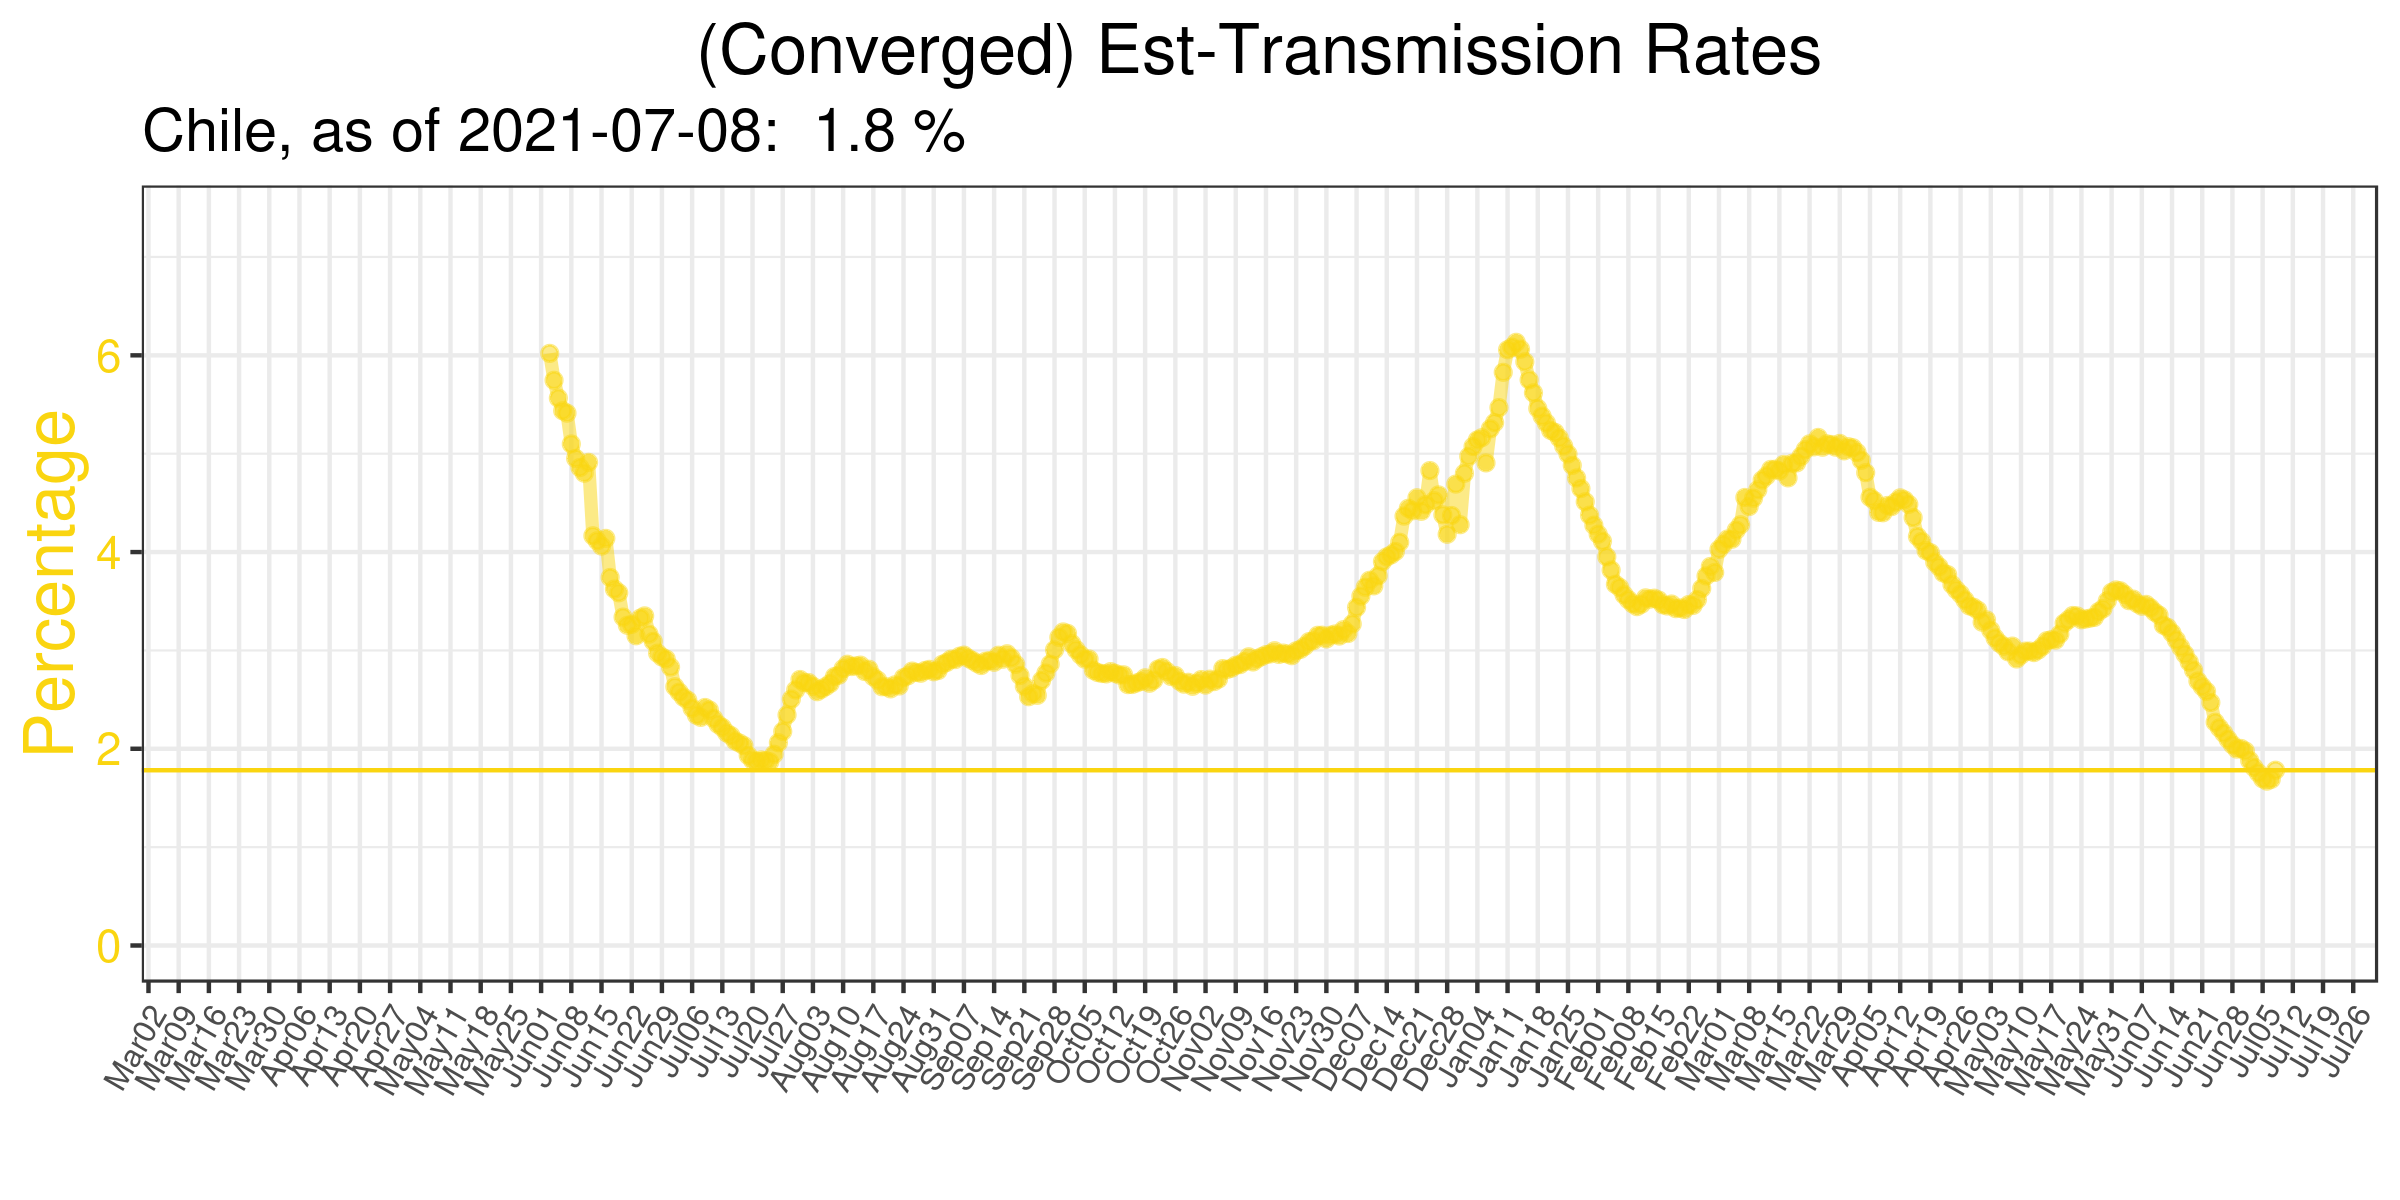 (Converged) Est-Transmission Rates
Chile, as of 2021-07-08:  1.8 %
Percentage
6
4
2
0
Mar02
Mar09
Mar16
Mar23
Mar30
Apr06
Apr13
Apr20
Apr27
May04
May11
May18
May25
Jun01
Jun08
Jun15
Jun22
Jun29
Jul06
Jul13
Jul20
Jul27
Aug03
Aug10
Aug17
Aug24
Aug31
Sep07
Sep14
Sep21
Sep28
Oct05
Oct12
Oct19
Oct26
Nov02
Nov09
Nov16
Nov23
Nov30
Dec07
Dec14
Dec21
Dec28
Jan04
Jan11
Jan18
Jan25
Feb01
Feb08
Feb15
Feb22
Mar01
Mar08
Mar15
Mar22
Mar29
Apr05
Apr12
Apr19
Apr26
May03
May10
May17
May24
May31
Jun07
Jun14
Jun21
Jun28
Jul05
Jul12
Jul19
Jul26